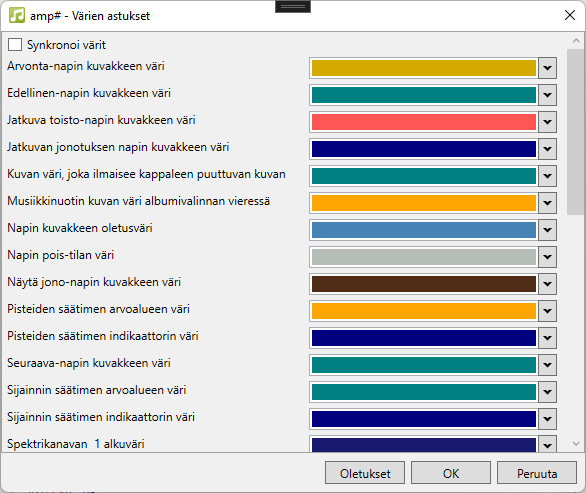 amp# - Värien astukset
Synkronoi värit
Arvonta-napin kuvakkeen väri
Edellinen-napin kuvakkeen väri
Jatkuva toisto-napin kuvakkeen väri
Jatkuvan jonotuksen napin kuvakkeen väri
Kuvan väri, joka ilmaisee kappaleen puuttuvan kuvan
Musiikkinuotin kuvan väri albumivalinnan vieressä
Napin kuvakkeen oletusväri
Napin pois-tilan väri
Näytä jono-napin kuvakkeen väri
Pisteiden säätimen arvoalueen väri
Pisteiden säätimen indikaattorin väri
Seuraava-napin kuvakkeen väri
Sijainnin säätimen arvoalueen väri
Sijainnin säätimen indikaattorin väri
Spektrikanavan  1 alkuväri
Oletukset OK Peruuta